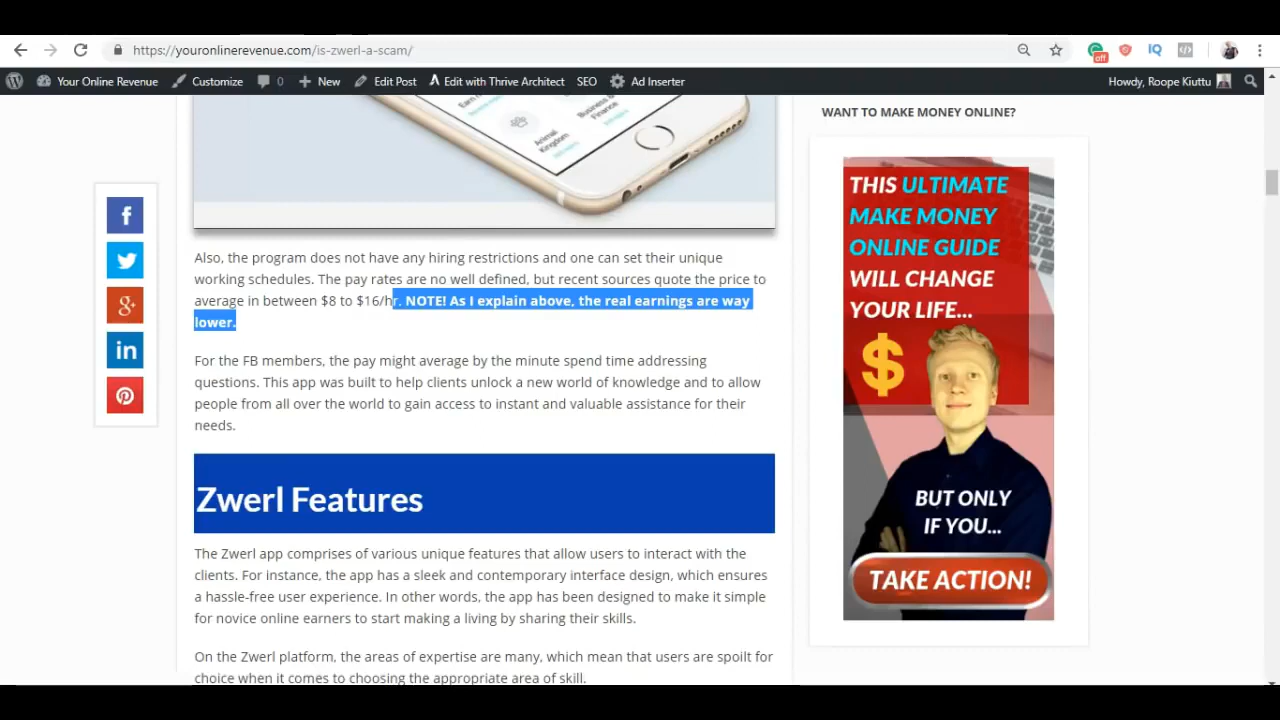 https://youronlinerevenue.com/is-zwerl-a-scam/
IQ
off
Your Online Revenue
Customize
0
New
Edit Post
Edit with Thrive Architect
SEO
Ad Inserter
Howdy, Roope Kiuttu
Business &
Finance
Animal
Kingdom
Also, the program does not have any hiring restrictions and one can set their unique
working schedules. The pay rates are no well defined, but recent sources quote the price to
average in between $8 to $16/hr. NOTE! As I explain above, the real earnings are way
lower.
For the FB members, the pay might average by the minute spend time addressing
questions. This app was built to help clients unlock a new world of knowledge and to allow
people from all over the world to gain access to instant and valuable assistance for their
needs.
Zwerl Features
The Zwerl app comprises of various unique features that allow users to interact with the
clients. For instance, the app has a sleek and contemporary interface design, which ensures
a hassle-free user experience. In other words, the app has been designed to make it simple
for novice online earners to start making a living by sharing their skills.
On the Zwerl platform, the areas of expertise are many, which mean that users are spoilt for
choice when it comes to choosing the appropriate area of skill.
WANT TO MAKE MONEY ONLINE?
THIS ULTIMATE
MAKE MONEY
ONLINE GUIDE
WILL CHANGE
YOUR LIFE...
$
BUT ONLY
IF YOU...
TAKE ACTION!